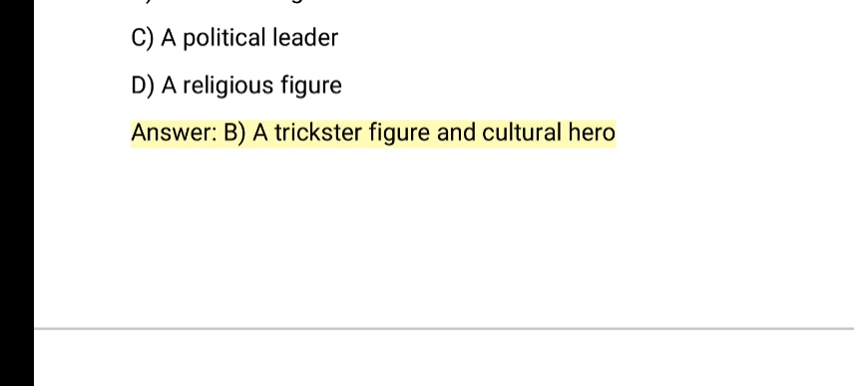 C) A political leader
D) A religious figure
Answer: B) A trickster figure and cultural hero